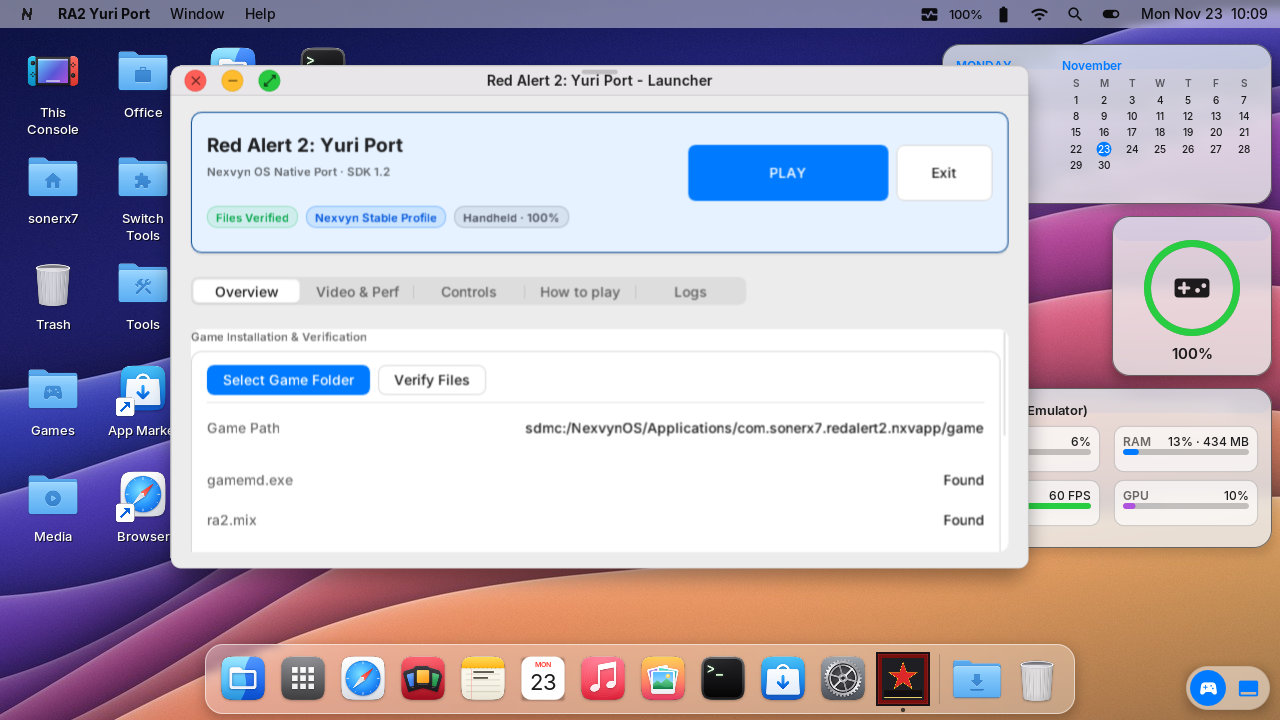 RA2 Yuri Port Window Help 100% Mon Nov 23 10:09
This Console
Office
sonerx7
Switch Tools
Trash
Tools
Games
Media
Browser
Red Alert 2: Yuri Port - Launcher
Red Alert 2: Yuri Port
Nexvyn OS Native Port · SDK 1.2
Files Verified Nexvyn Stable Profile Handheld · 100%
PLAY Exit
Overview Video & Perf Controls How to play Logs
Game Installation & Verification
Select Game Folder Verify Files
Game Path sdmc:/NexvynOS/Applications/com.sonerx7.redalert2.nxvapp/game
gamemd.exe Found
ra2.mix Found
November
S M T W T F S
1 2 3 4 5 6 7
8 9 10 11 12 13 14
15 16 17 18 19 20 21
22 23 24 25 26 27 28
29 30
100%
Emulator)
6% RAM 13% · 434 MB
60 FPS GPU 10%
MON
23